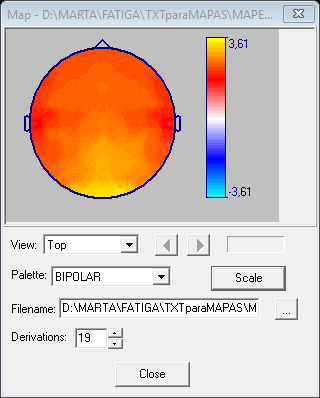 Map - D:\MARTA\FATIGA\TXTparaMAPAS\MAPE...
3,61
-3,61
View: Top
Palette: BIPOLAR
Scale
Filename: D:\MARTA\FATIGA\TXTparaMAPAS\M
...
Derivations: 19
Close